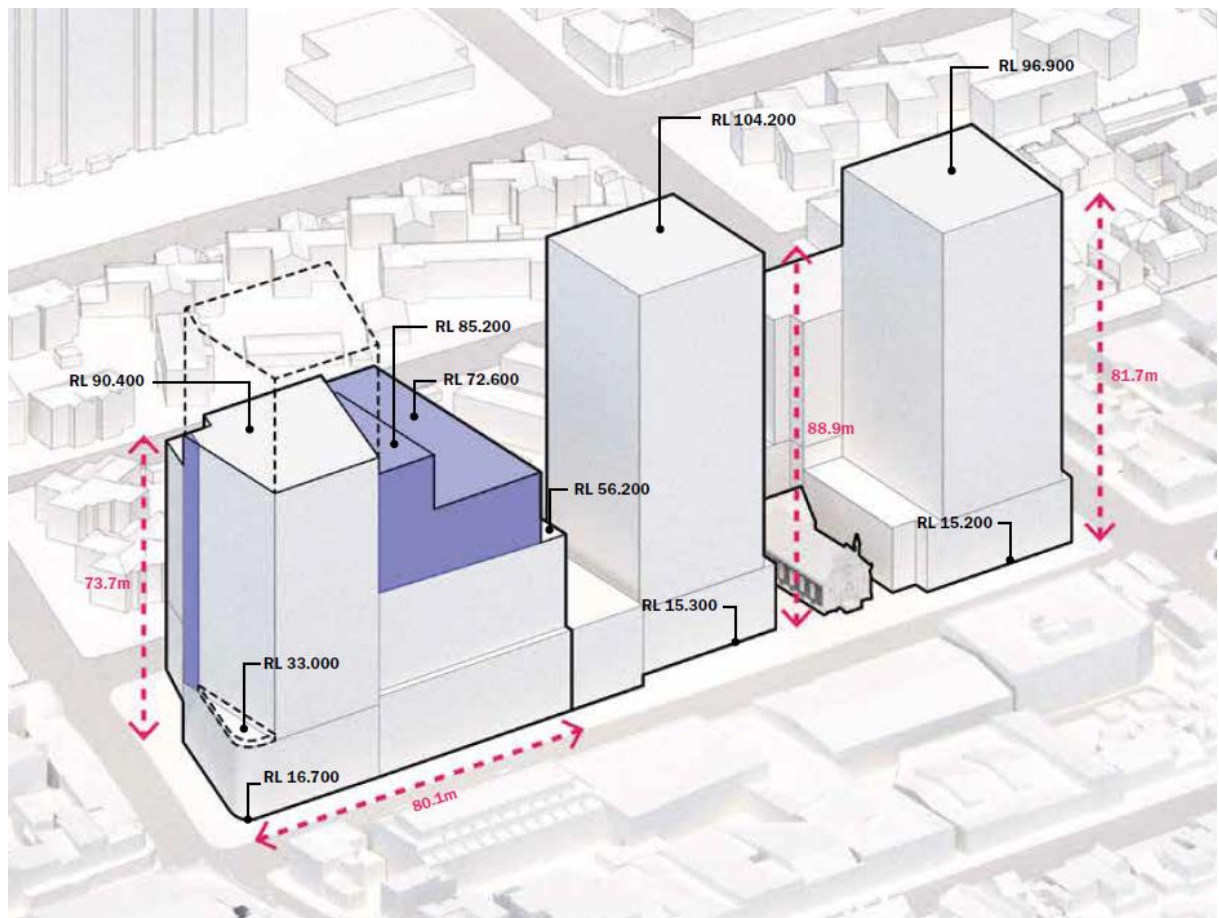 RL 96.900
RL 104.200
RL 85.200
RL 72.600
RL 90.400
81.7m
88.9m
RL 56.200
RL 15.200
73.7m
RL 15.300
RL 33.000
RL 16.700
80.1m